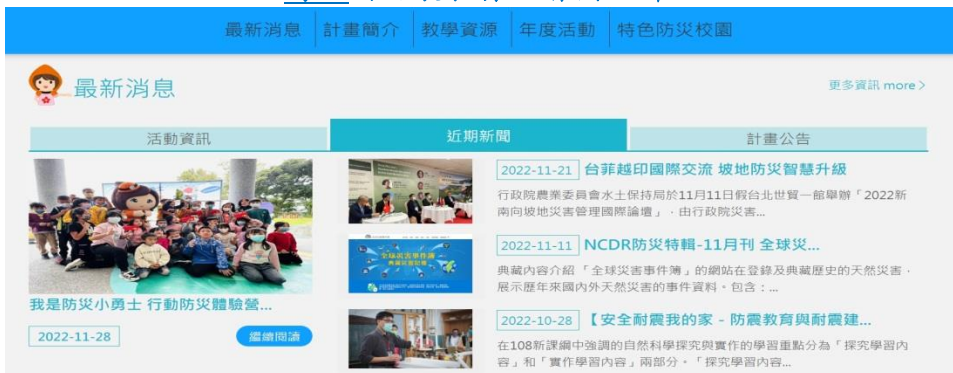 最新消息 計畫簡介 教學資源 年度活動 特色防災校園
最新消息
更多資訊 more >
活動資訊 近期新聞 計畫公告
我是防災小勇士 行動防災體驗營...
2022-11-28 繼續閱讀
2022-11-21 台菲越印國際交流 坡地防災智慧升級
行政院農業委員會水土保持局於11月11日假台北世貿一館舉辦「2022新
南向坡地災害管理國際論壇」，由行政院災害...
2022-11-11 NCDR防災特輯-11月刊 全球災...
典藏內容介紹「全球災害事件簿」的網站在登錄及典藏歷史的天然災害，
展示歷年來國內外天然災害的事件資料。包含：...
全球災害事件簿
2022-10-28 【安全耐震我的家 - 防震教育與耐震建...
在108新課綱中強調的自然科學探究與實作的學習重點分為「探究學習內
容」和「實作學習內容」兩部分。「探究學習內容...